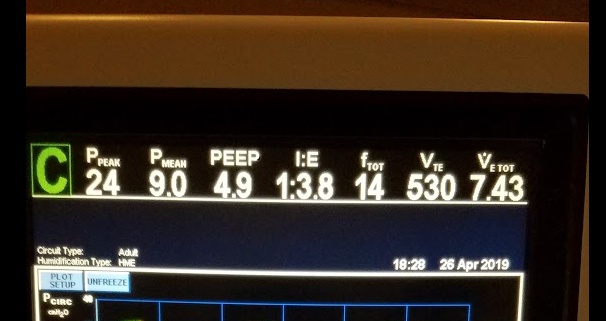 C PPEAK PMEAN PEEP I:E fTOT VTE V̇E TOT
24 9.0 4.9 1:3.8 14 530 7.43
Circuit Type: Adult
Humidification Type: HME
18:28 26 Apr 2019
PLOT SETUP UNFREEZE
PCIRC 40
cmH2O